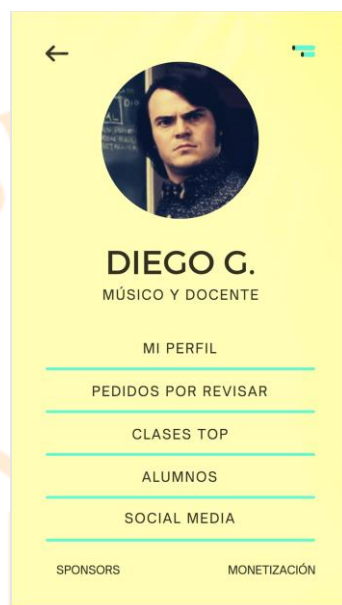 DIEGO G.
MÚSICO Y DOCENTE
MI PERFIL
PEDIDOS POR REVISAR
CLASES TOP
ALUMNOS
SOCIAL MEDIA
SPONSORS
MONETIZACIÓN